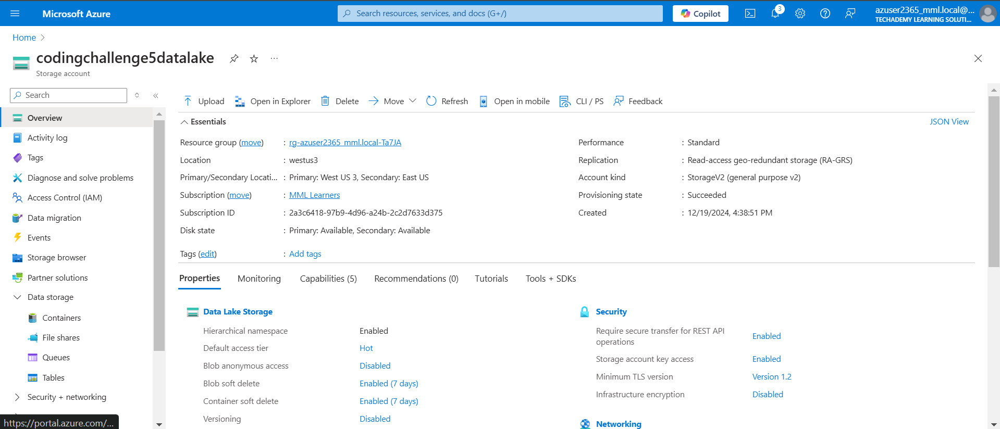 Microsoft Azure
Search resources, services, and docs (G+/)
Copilot
3
azuser2365_mml.local@...
TECHADEMY LEARNING SOLUTI...
Home
codingchallenge5datalake
Storage account
Search
Overview
Activity log
Tags
Diagnose and solve problems
Access Control (IAM)
Data migration
Events
Storage browser
Partner solutions
Data storage
Containers
File shares
Queues
Tables
Security + networking
https://portal.azure.com/...
Upload
Open in Explorer
Delete
Move
Refresh
Open in mobile
CLI / PS
Feedback
Essentials
JSON View
Resource group (move) : rg-azuser2365_mml.local-Ta7JA
Location : westus3
Primary/Secondary Locati... : Primary: West US 3, Secondary: East US
Subscription (move) : MML Learners
Subscription ID : 2a3c6418-97b9-4d96-a24b-2c2d7633d375
Disk state : Primary: Available, Secondary: Available
Tags (edit) : Add tags
Performance : Standard
Replication : Read-access geo-redundant storage (RA-GRS)
Account kind : StorageV2 (general purpose v2)
Provisioning state : Succeeded
Created : 12/19/2024, 4:38:51 PM
Properties
Monitoring
Capabilities (5)
Recommendations (0)
Tutorials
Tools + SDKs
Data Lake Storage
Hierarchical namespace Enabled
Default access tier Hot
Blob anonymous access Disabled
Blob soft delete Enabled (7 days)
Container soft delete Enabled (7 days)
Versioning Disabled
Security
Require secure transfer for REST API
operations Enabled
Storage account key access Enabled
Minimum TLS version Version 1.2
Infrastructure encryption Disabled
Networking